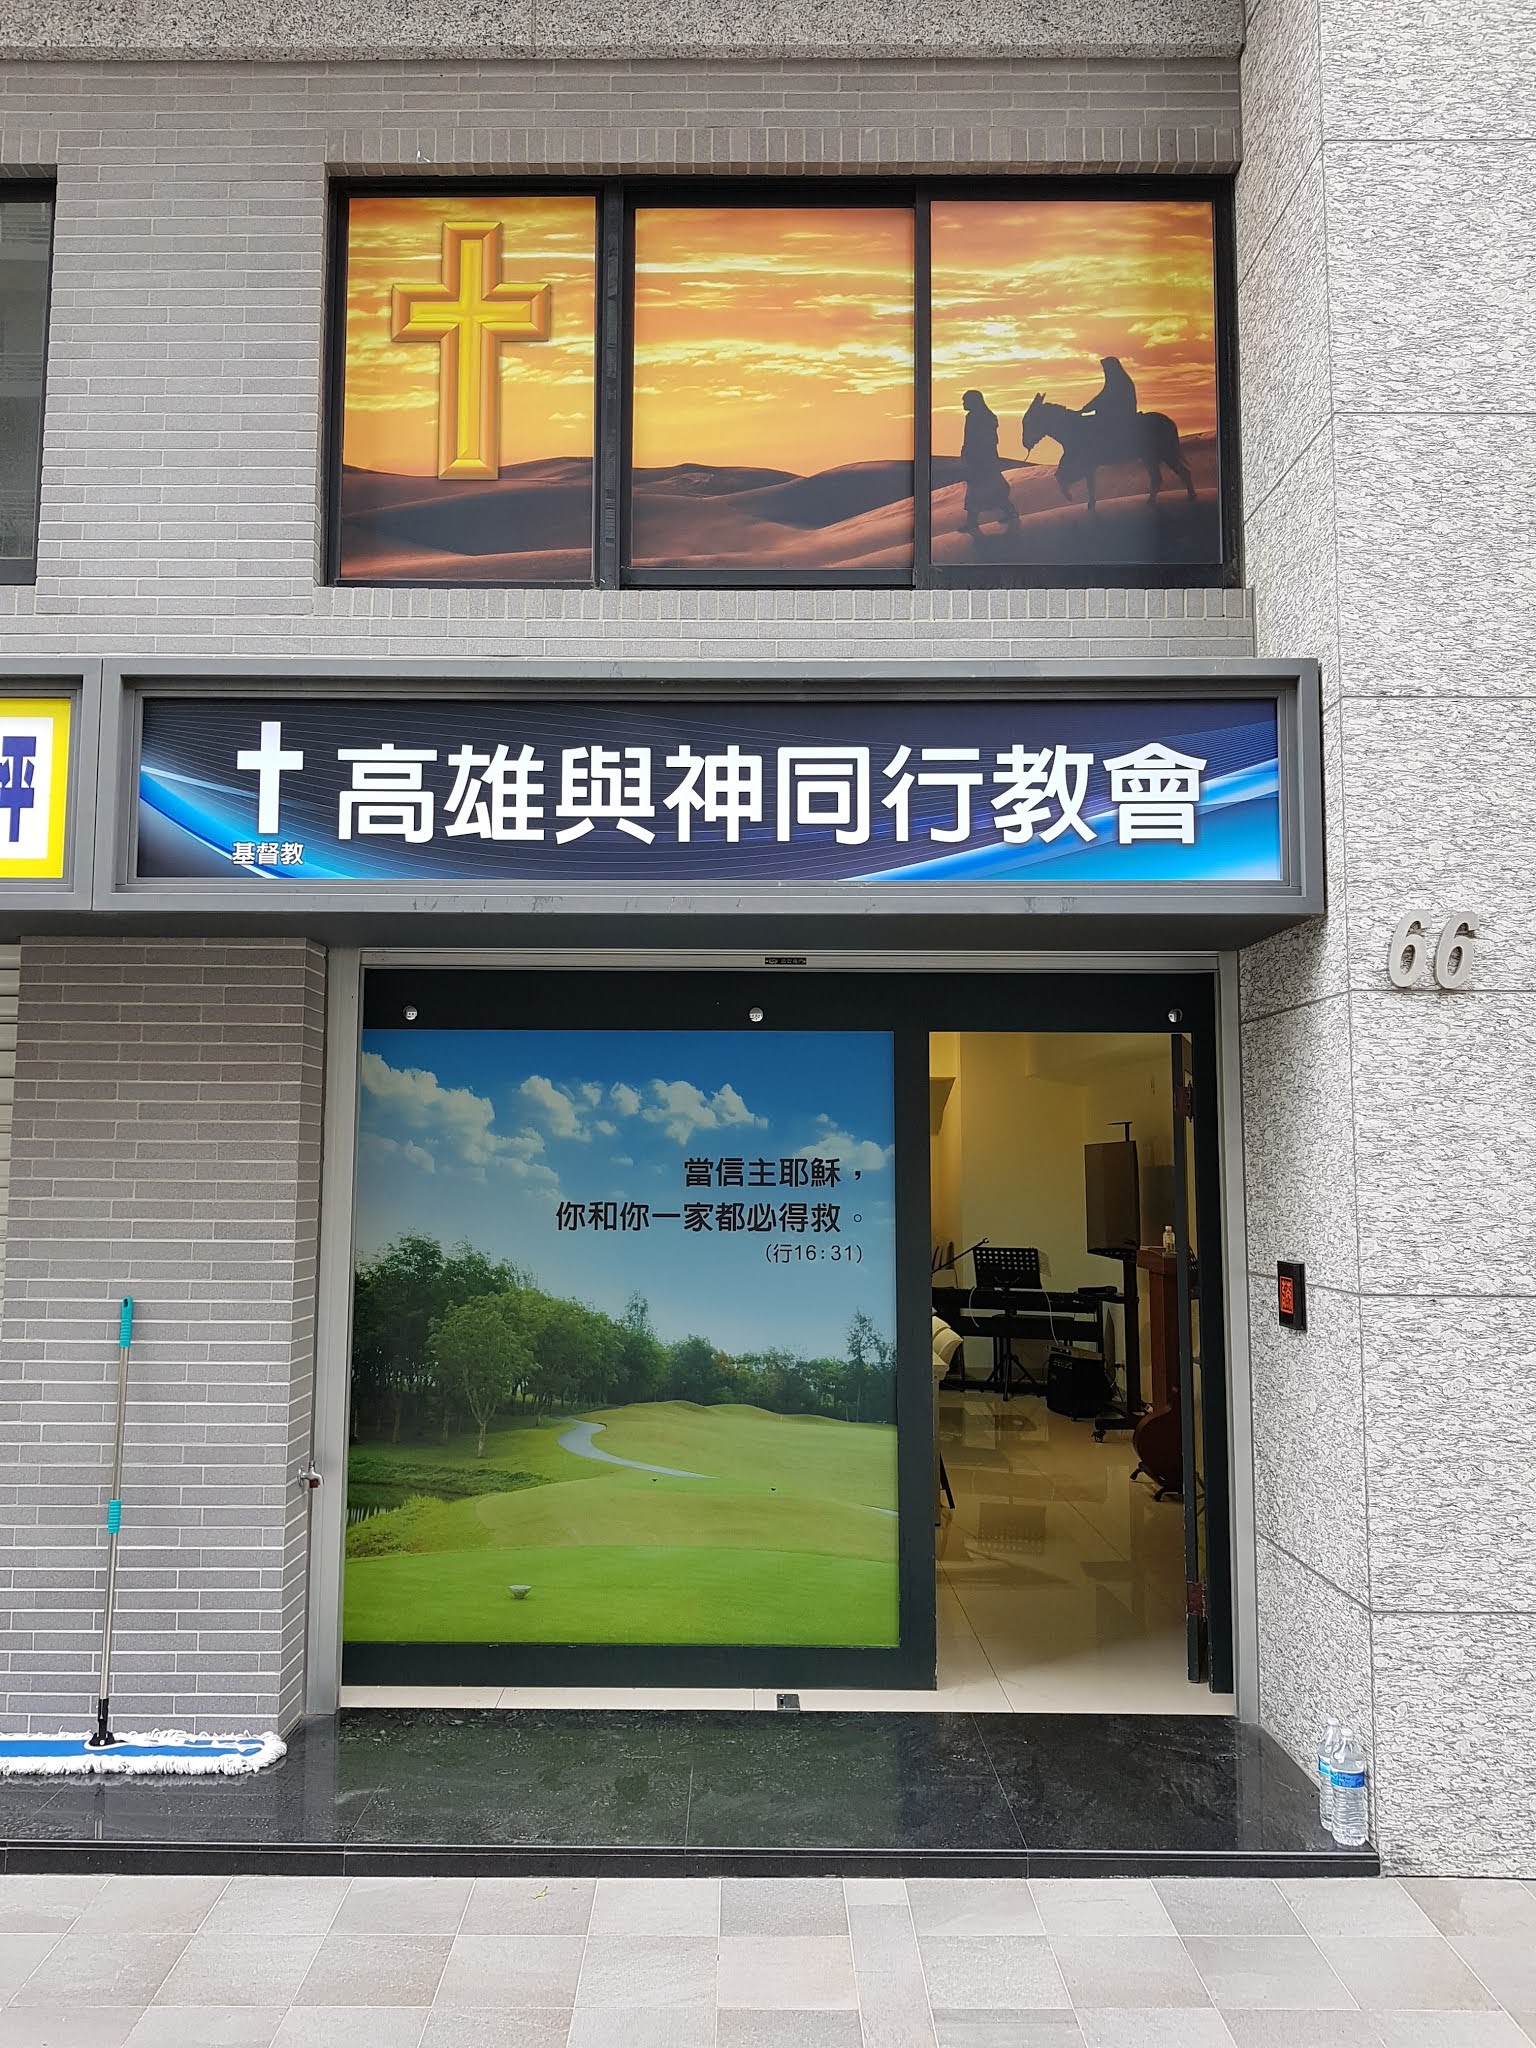 高雄與神同行教會
基督教
坪
66
當信主耶穌，
你和你一家都必得救。
(行16:31)